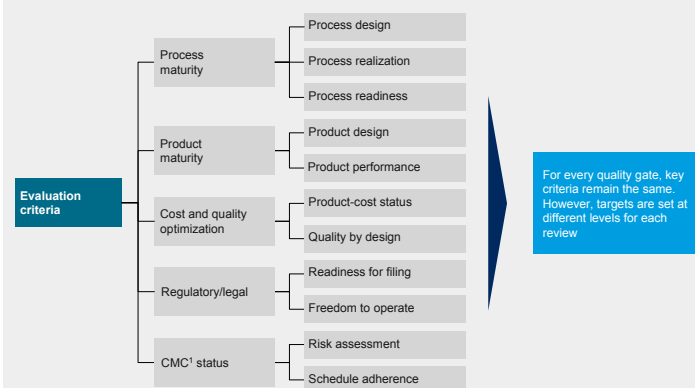 Process design
Process
maturity
Process realization
Process readiness
Product
maturity
Product design
Product performance
Evaluation
criteria
Cost and quality
optimization
Product-cost status
Quality by design
Regulatory/legal
Readiness for filing
Freedom to operate
CMC¹ status
Risk assessment
Schedule adherence
For every quality gate, key
criteria remain the same.
However, targets are set at
different levels for each
review